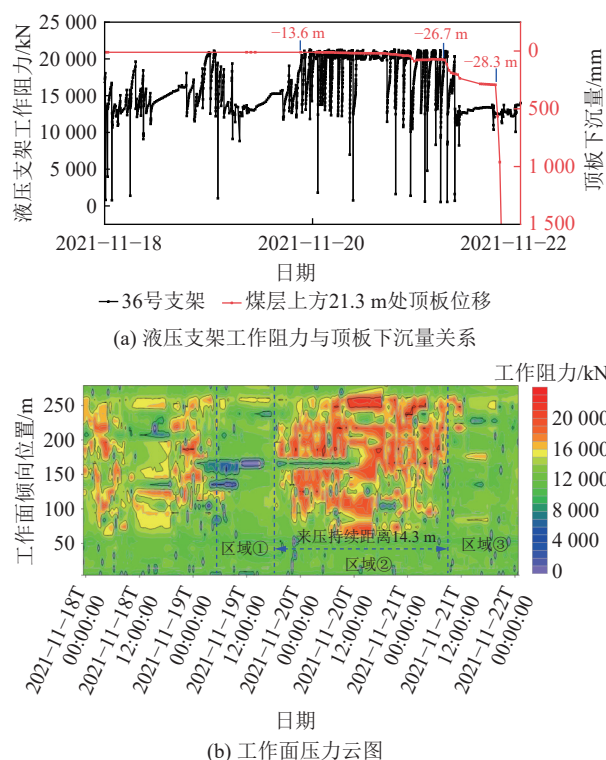 液压支架工作阻力/kN
25 000
20 000
15 000
10 000
5 000
0
−13.6 m
−26.7 m
−28.3 m
0
500
1 000
1 500
顶板下沉量/mm
2021−11−18
2021−11−20
2021−11−22
日期
36号支架
煤层上方21.3 m处顶板位移
(a) 液压支架工作阻力与顶板下沉量关系
工作阻力/kN
工作面倾向位置/m
250
200
150
100
50
区域①
来压持续距离14.3 m
区域②
区域③
20 000
16 000
12 000
8 000
4 000
0
2021−11−18T
00:00:00
2021−11−18T
12:00:00
2021−11−19T
00:00:00
2021−11−19T
12:00:00
2021−11−20T
00:00:00
2021−11−20T
12:00:00
2021−11−21T
00:00:00
2021−11−21T
12:00:00
2021−11−22T
00:00:00
日期
(b) 工作面压力云图